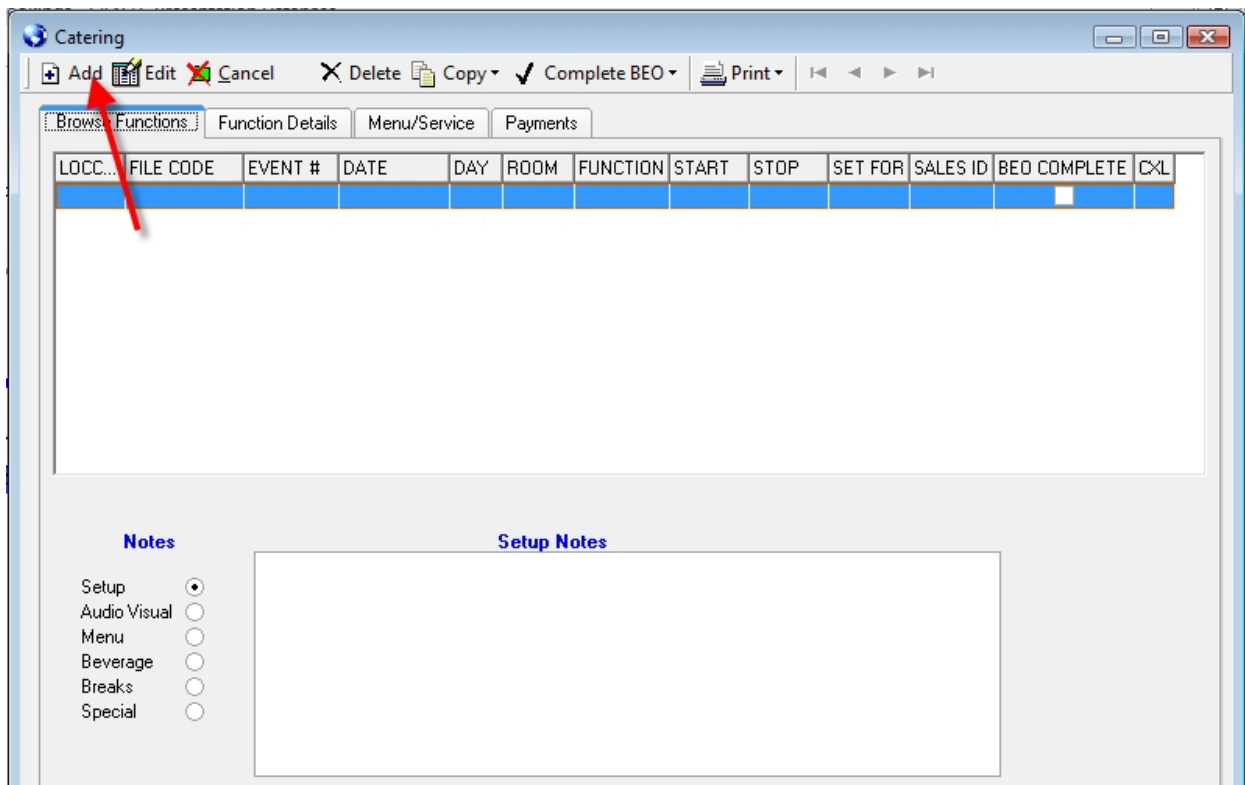 Catering
Add Edit Cancel Delete Copy Complete BEO Print
Browse Functions Function Details Menu/Service Payments
LOCC... FILE CODE EVENT # DATE DAY ROOM FUNCTION START STOP SET FOR SALES ID BEO COMPLETE CXL
Notes Setup Notes
Setup
Audio Visual
Menu
Beverage
Breaks
Special